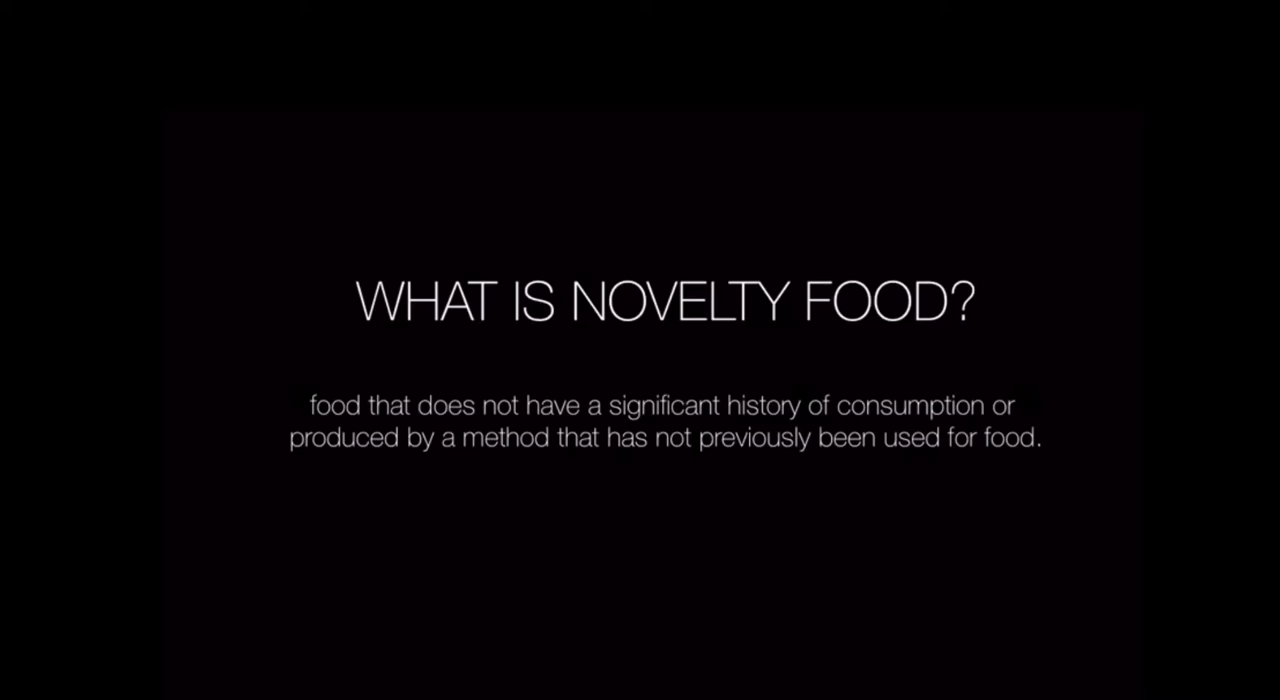 WHAT IS NOVELTY FOOD?
food that does not have a significant history of consumption or
produced by a method that has not previously been used for food.